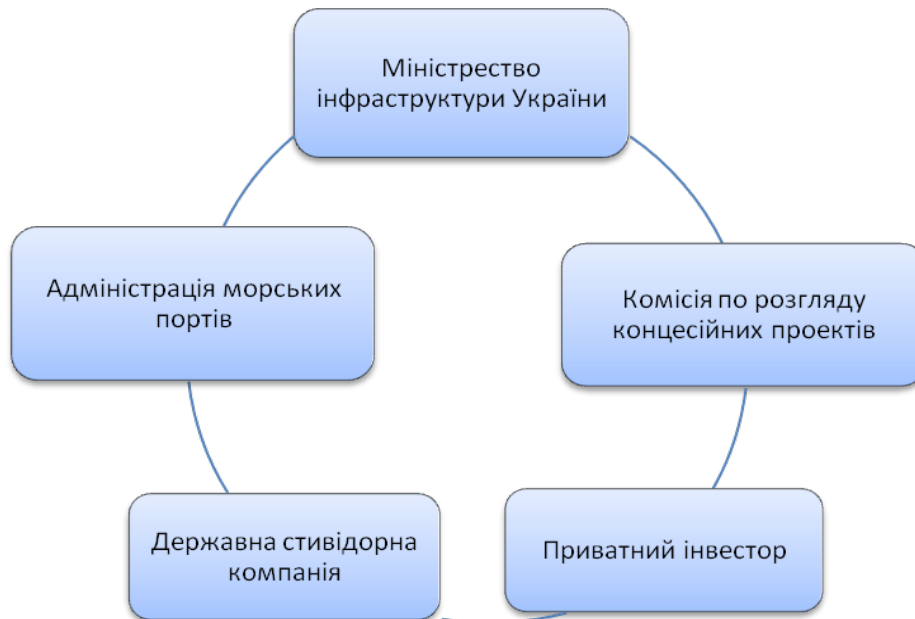 Міністрество
інфраструктури України
Адміністрація морських
портів
Комісія по розгляду
концесійних проектів
Державна стивідорна
компанія
Приватний інвестор